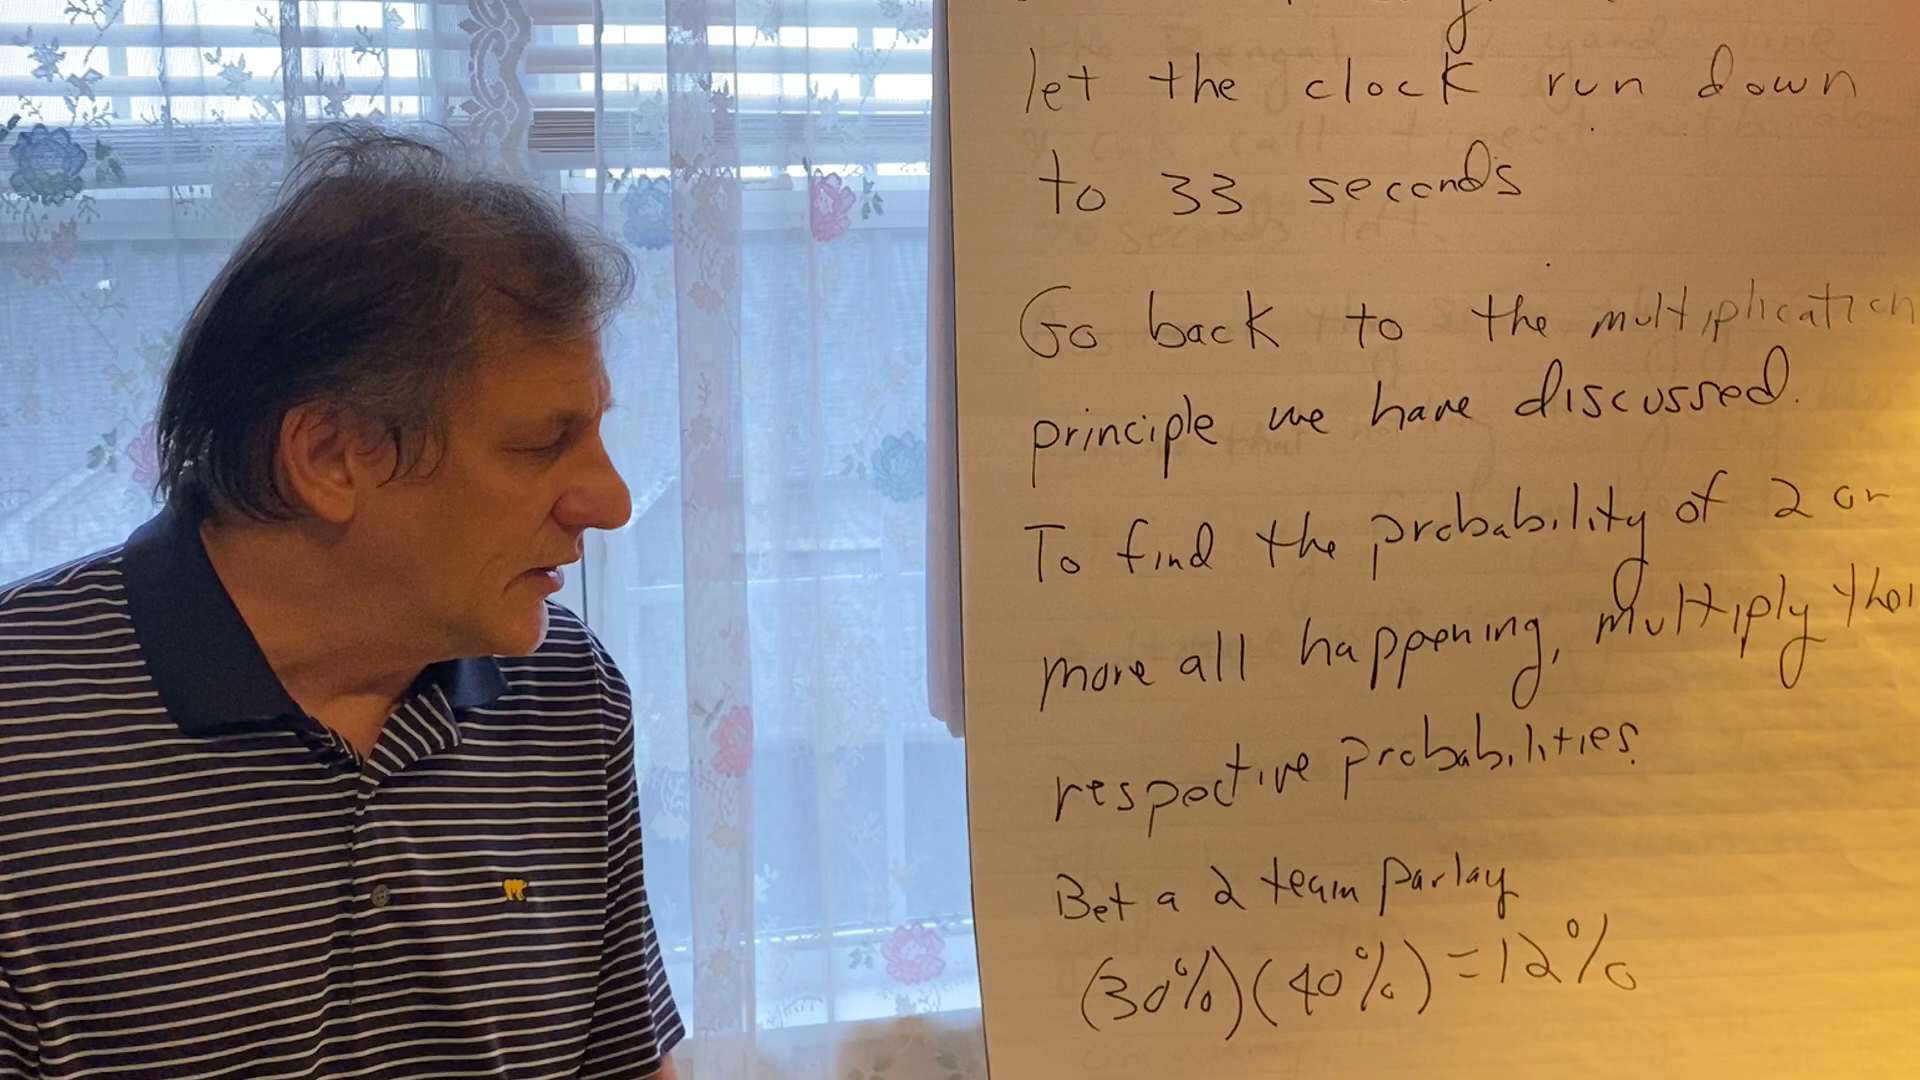 let the clock run down
to 33 seconds
Go back to the multiplication
principle we have discussed.
To find the probability of 2 or
more all happening, multiply their
respective probabilities.
Bet a 2 team parlay
(30%)(40%)=12%